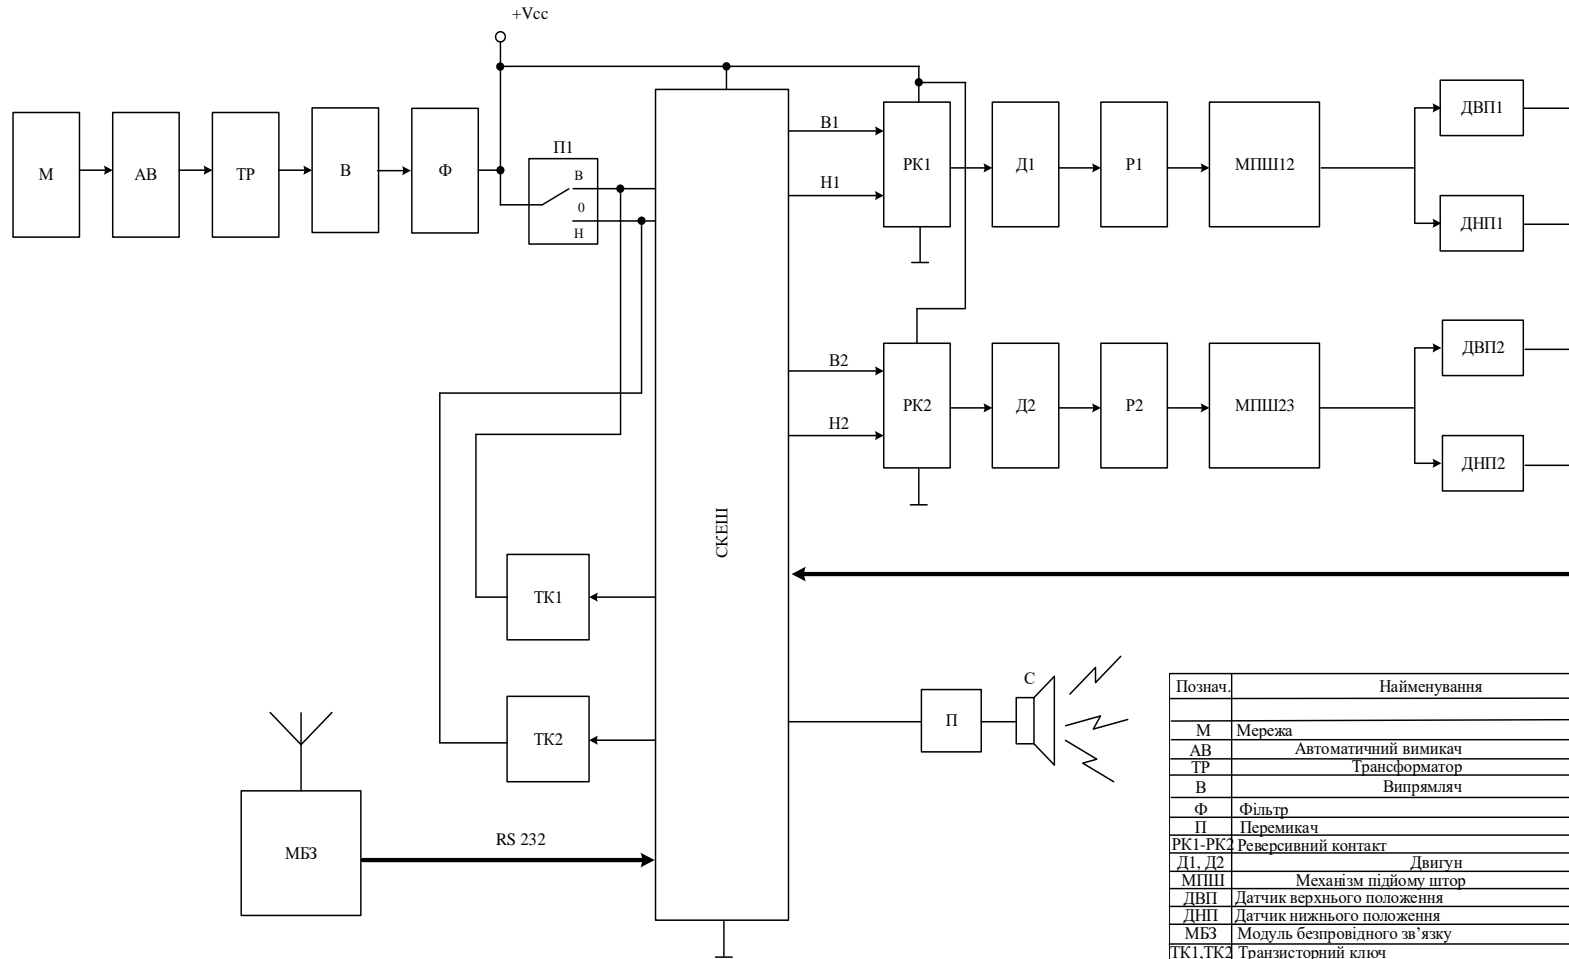 +Vcc
М
АВ
ТР
В
Ф
П1
В
0
Н
СКЕШ
В1
Н1
РК1
Д1
Р1
МПШ12
ДВП1
ДНП1
В2
Н2
РК2
Д2
Р2
МПШ23
ДВП2
ДНП2
ТК1
ТК2
МБЗ
RS 232
П
С
Познач. Найменування
М Мережа
АВ Автоматичний вимикач
ТР Трансформатор
В Випрямляч
Ф Фільтр
П Перемикач
РК1-РК2 Реверсивний контакт
Д1, Д2 Двигун
МПШ Механізм підйому штор
ДВП Датчик верхнього положення
ДНП Датчик нижнього положення
МБЗ Модуль безпровідного зв’язку
ТК1,ТК2 Транзисторний ключ